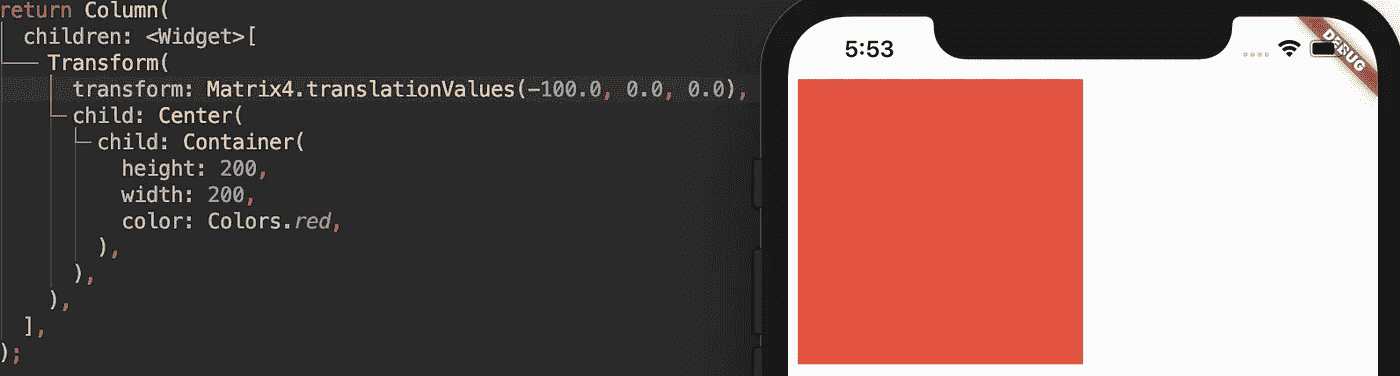 return Column(
children: <Widget>[
Transform(
transform: Matrix4.translationValues(-100.0, 0.0, 0.0),
child: Center(
child: Container(
height: 200,
width: 200,
color: Colors.red,
),
),
),
],
);
5:53
DEBUG